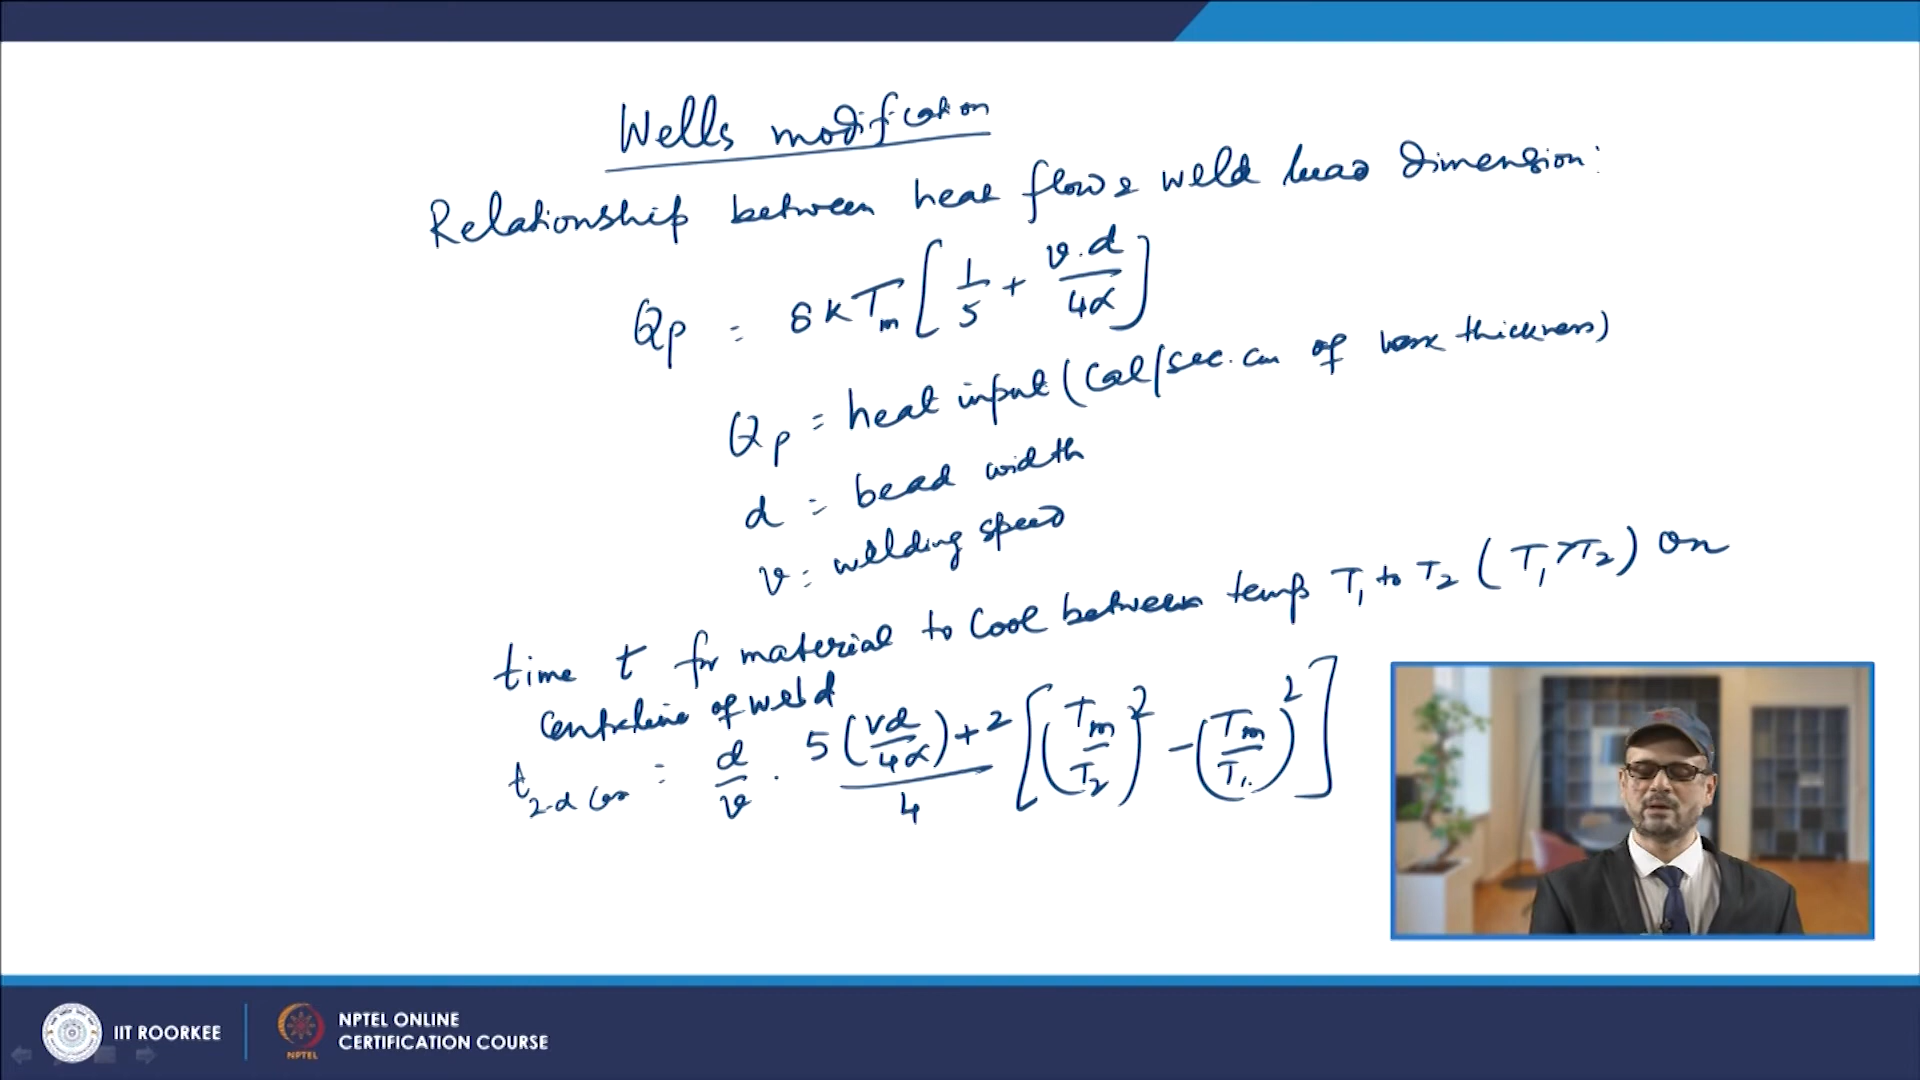 Wells modification
Relationship between heat flow & weld bead dimension:
Qp = 8KTm [1/5 + v.d/4α]
Qp = heat input (Cal/sec.cm of work thickness)
d = bead width
v = wellding speed
time t for material to Cool between temp T1 to T2 (T1>T2) on
Centreline of weld
t2-d = d/v . 5(vd/4α)+2/4 [(Tm/T2)² - (Tm/T1)²]
IIT ROORKEE
NPTEL
NPTEL ONLINE
CERTIFICATION COURSE